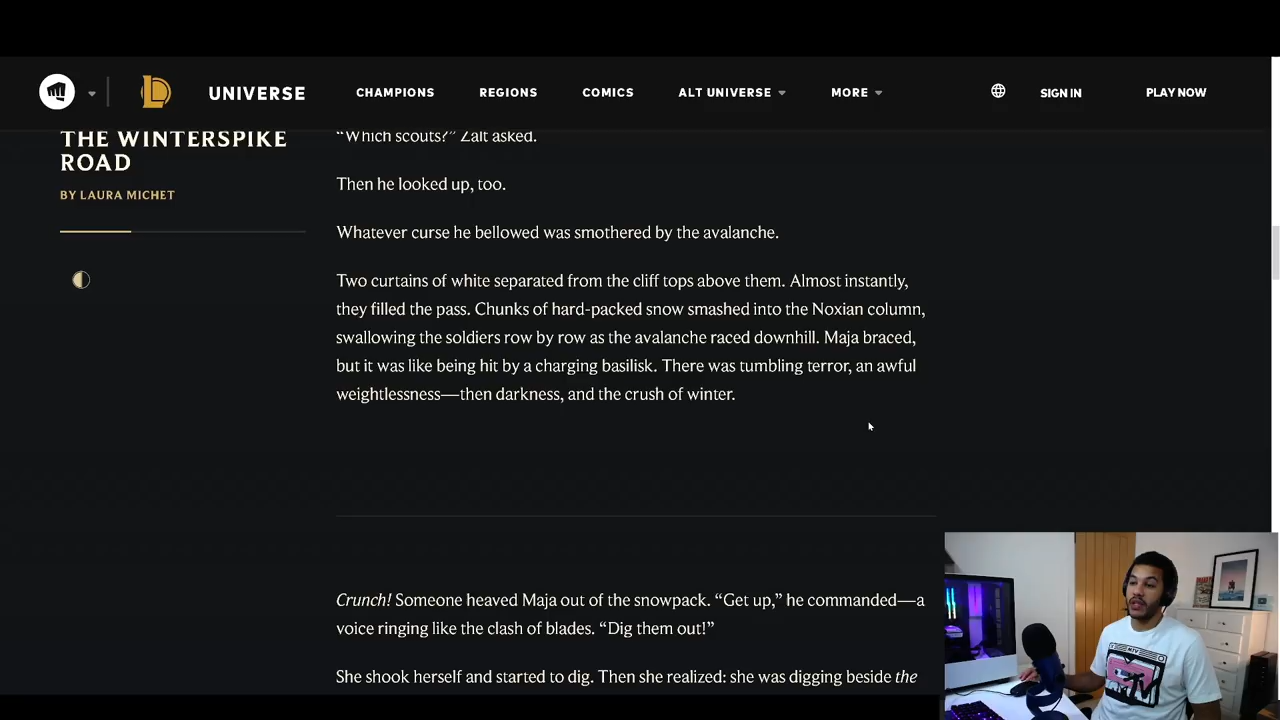 UNIVERSE
CHAMPIONS
REGIONS
COMICS
ALT UNIVERSE
MORE
SIGN IN
PLAY NOW
THE WINTERSPIKE
ROAD
BY LAURA MICHET
“Which scouts?” Zalt asked.
Then he looked up, too.
Whatever curse he bellowed was smothered by the avalanche.
Two curtains of white separated from the cliff tops above them. Almost instantly,
they filled the pass. Chunks of hard-packed snow smashed into the Noxian column,
swallowing the soldiers row by row as the avalanche raced downhill. Maja braced,
but it was like being hit by a charging basilisk. There was tumbling terror, an awful
weightlessness—then darkness, and the crush of winter.
Crunch! Someone heaved Maja out of the snowpack. “Get up,” he commanded—a
voice ringing like the clash of blades. “Dig them out!”
She shook herself and started to dig. Then she realized: she was digging beside the